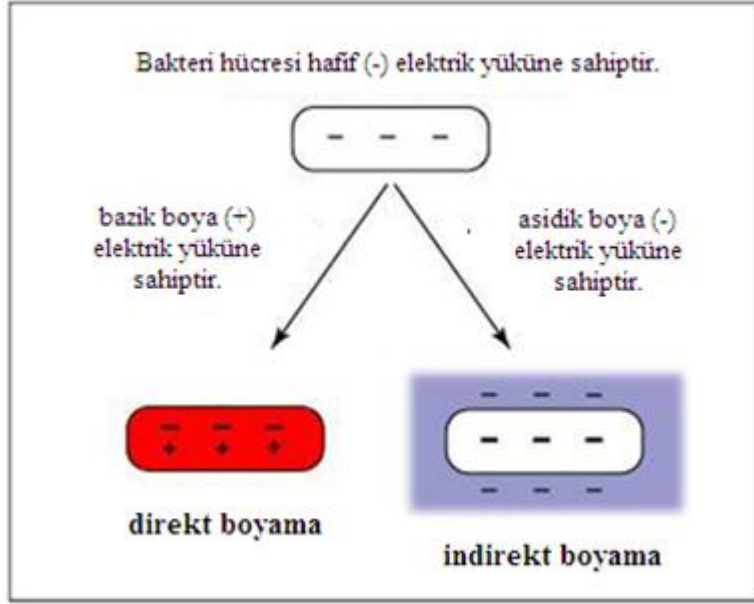 Bakteri hücresi hafif (-) elektrik yüküne sahiptir.
- - -
bazik boya (+)
elektrik yüküne
sahiptir.
asidik boya (-)
elektrik yüküne
sahiptir.
- - -
+ + +
direkt boyama
- - -
- - -
- - -
indirekt boyama